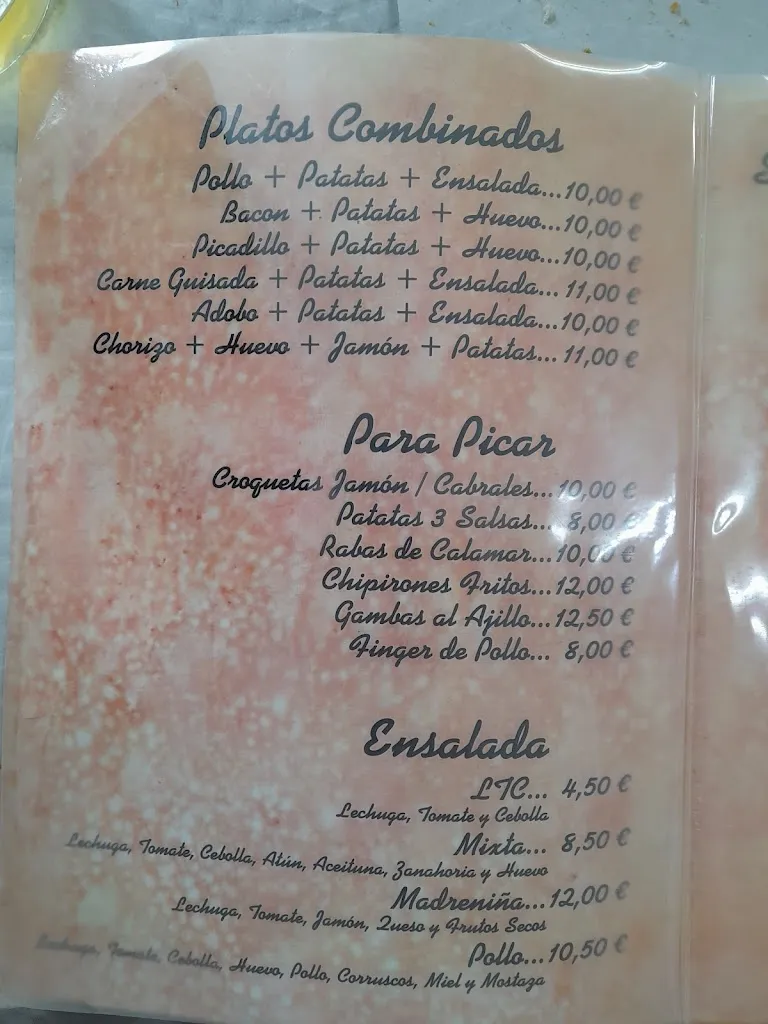 Platos Combinados
Pollo + Patatas + Ensalada...10,00 €
Bacon + Patatas + Huevo...10,00 €
Picadillo + Patatas + Huevo...10,00 €
Carne Guisada + Patatas + Ensalada... 11,00 €
Adobo + Patatas + Ensalada...10,00 €
Chorizo + Huevo + Jamón + Patatas... 11,00 €
Para Picar
Croquetas Jamón / Cabrales...10,00 €
Patatas 3 Salsas... 8,00 €
Rabas de Calamar...10,00 €
Chipirones Fritos...12,00 €
Gambas al Ajillo...12,50 €
Finger de Pollo... 8,00 €
Ensalada
LTC... 4,50 €
Lechuga, Tomate y Cebolla
Mixta... 8,50 €
Lechuga, Tomate, Cebolla, Atún, Aceituna, Zanahoria y Huevo
Madreniña...12,00 €
Lechuga, Tomate, Jamón, Queso y Frutos Secos
Pollo...10,50 €
Lechuga, Tomate, Cebolla, Huevo, Pollo, Corruscos, Miel y Mostaza